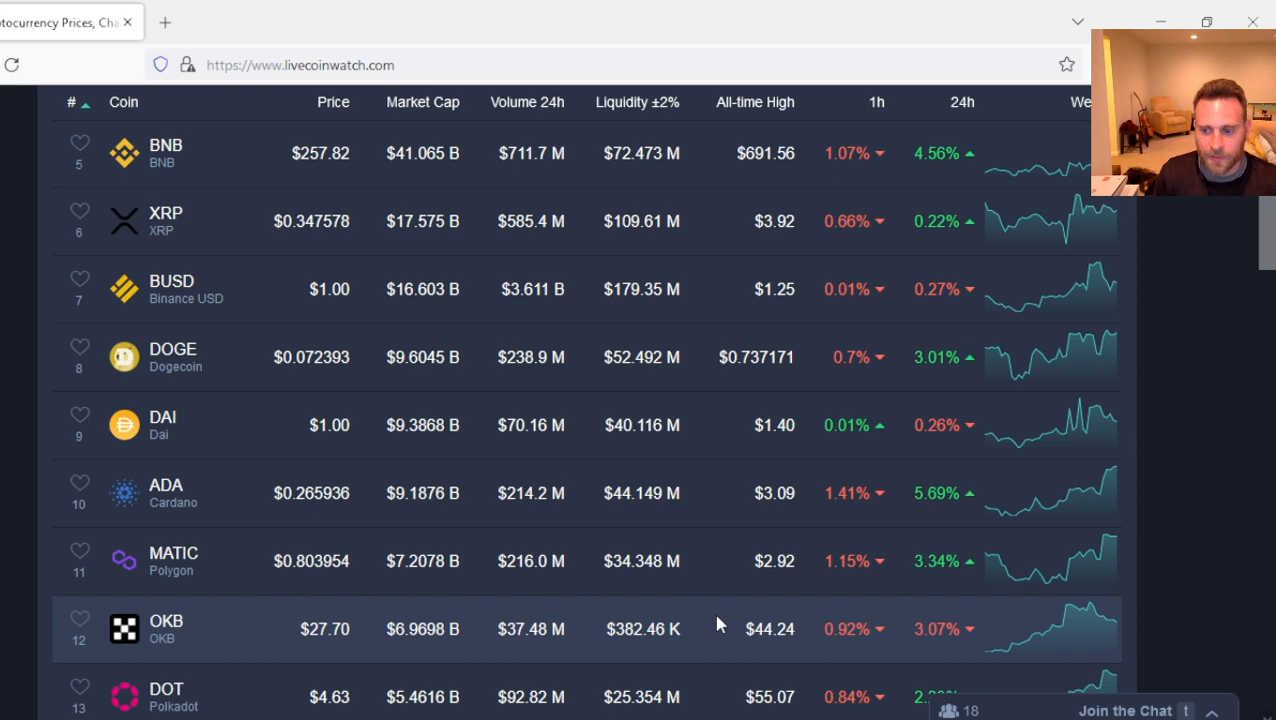 tocurrency Prices, Cha
https://www.livecoinwatch.com
# Coin Price Market Cap Volume 24h Liquidity ±2% All-time High 1h 24h We
5 BNB BNB $257.82 $41.065 B $711.7 M $72.473 M $691.56 1.07% 4.56%
6 XRP XRP $0.347578 $17.575 B $585.4 M $109.61 M $3.92 0.66% 0.22%
7 BUSD Binance USD $1.00 $16.603 B $3.611 B $179.35 M $1.25 0.01% 0.27%
8 DOGE Dogecoin $0.072393 $9.6045 B $238.9 M $52.492 M $0.737171 0.7% 3.01%
9 DAI Dai $1.00 $9.3868 B $70.16 M $40.116 M $1.40 0.01% 0.26%
10 ADA Cardano $0.265936 $9.1876 B $214.2 M $44.149 M $3.09 1.41% 5.69%
11 MATIC Polygon $0.803954 $7.2078 B $216.0 M $34.348 M $2.92 1.15% 3.34%
12 OKB OKB $27.70 $6.9698 B $37.48 M $382.46 K $44.24 0.92% 3.07%
13 DOT Polkadot $4.63 $5.4616 B $92.82 M $25.354 M $55.07 0.84%
18 Join the Chat t